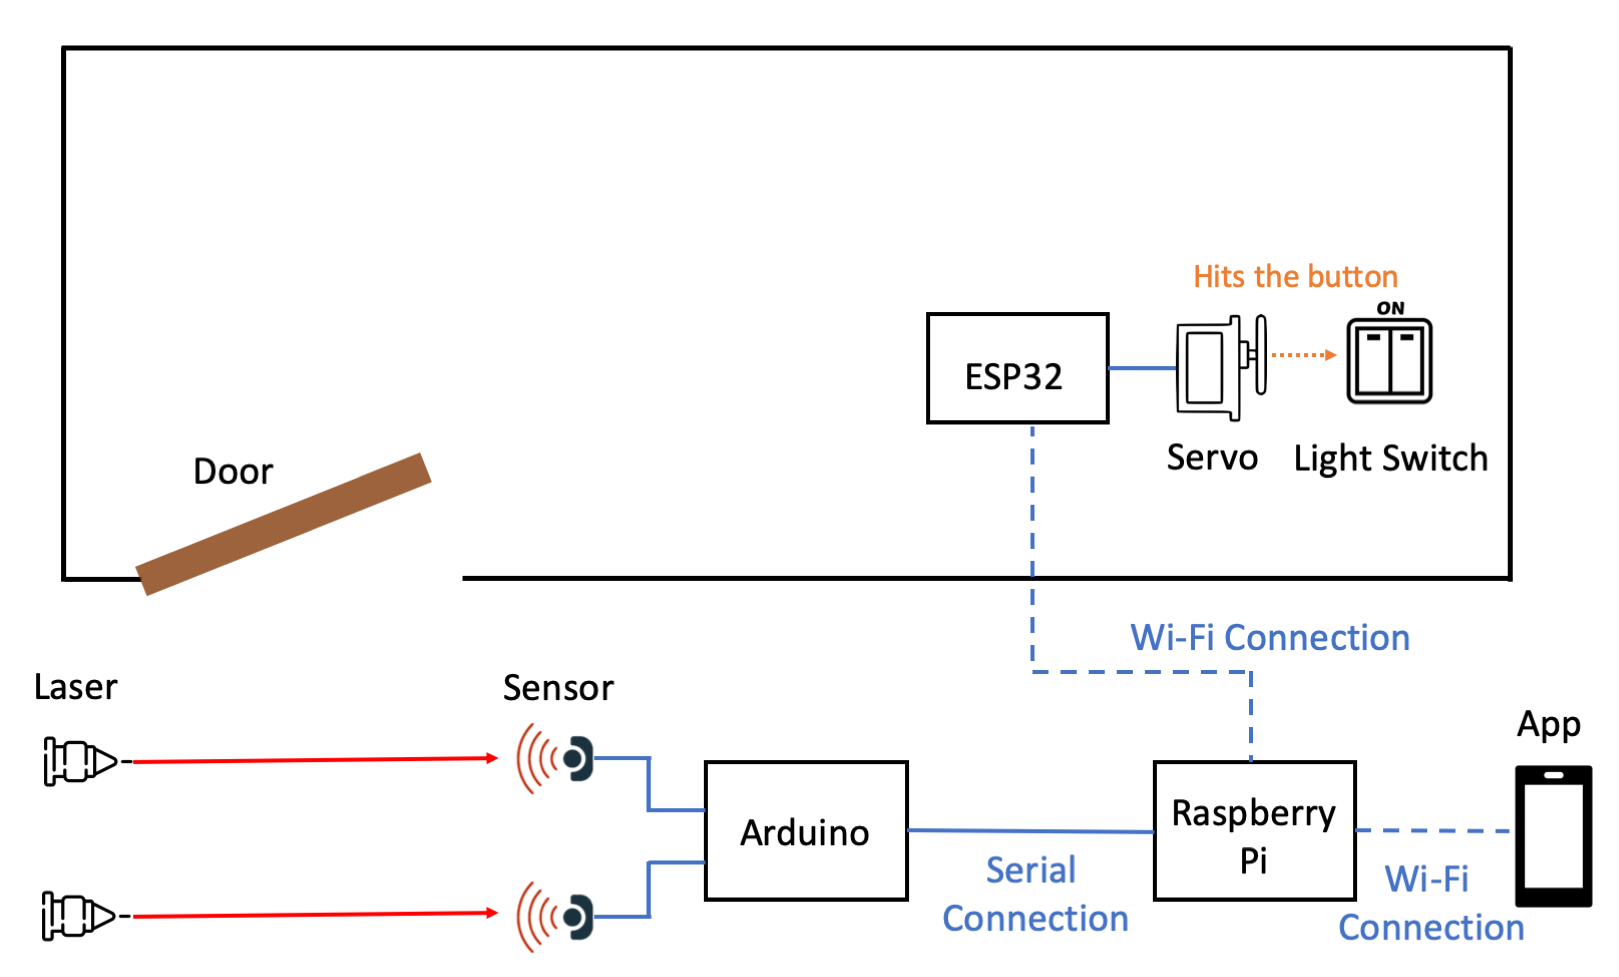 Hits the button
ON
ESP32
Servo
Light Switch
Door
Wi-Fi Connection
Laser
Sensor
App
Arduino
Raspberry
Pi
Serial
Connection
Wi-Fi
Connection